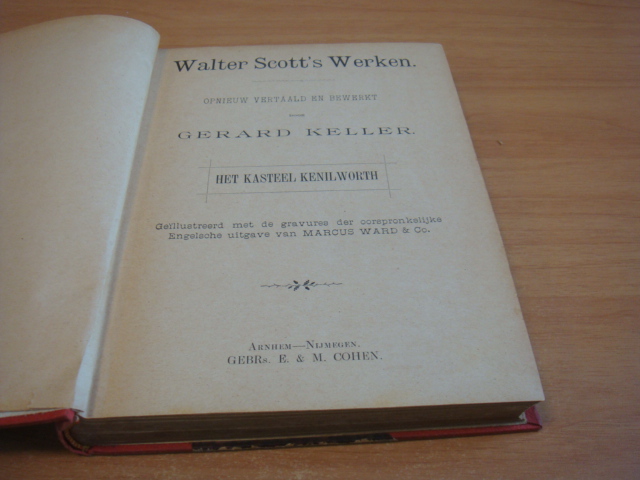 Walter Scott's Werken.
OPNIEUW VERTAALD EN BEWERKT
DOOR
GERARD KELLER.
HET KASTEEL KENILWORTH
Geïllustreerd met de gravures der oorspronkelijke
Engelsche uitgave van MARCUS WARD & Co.
ARNHEM—NIJMEGEN.
GEBRs. E. & M. COHEN.